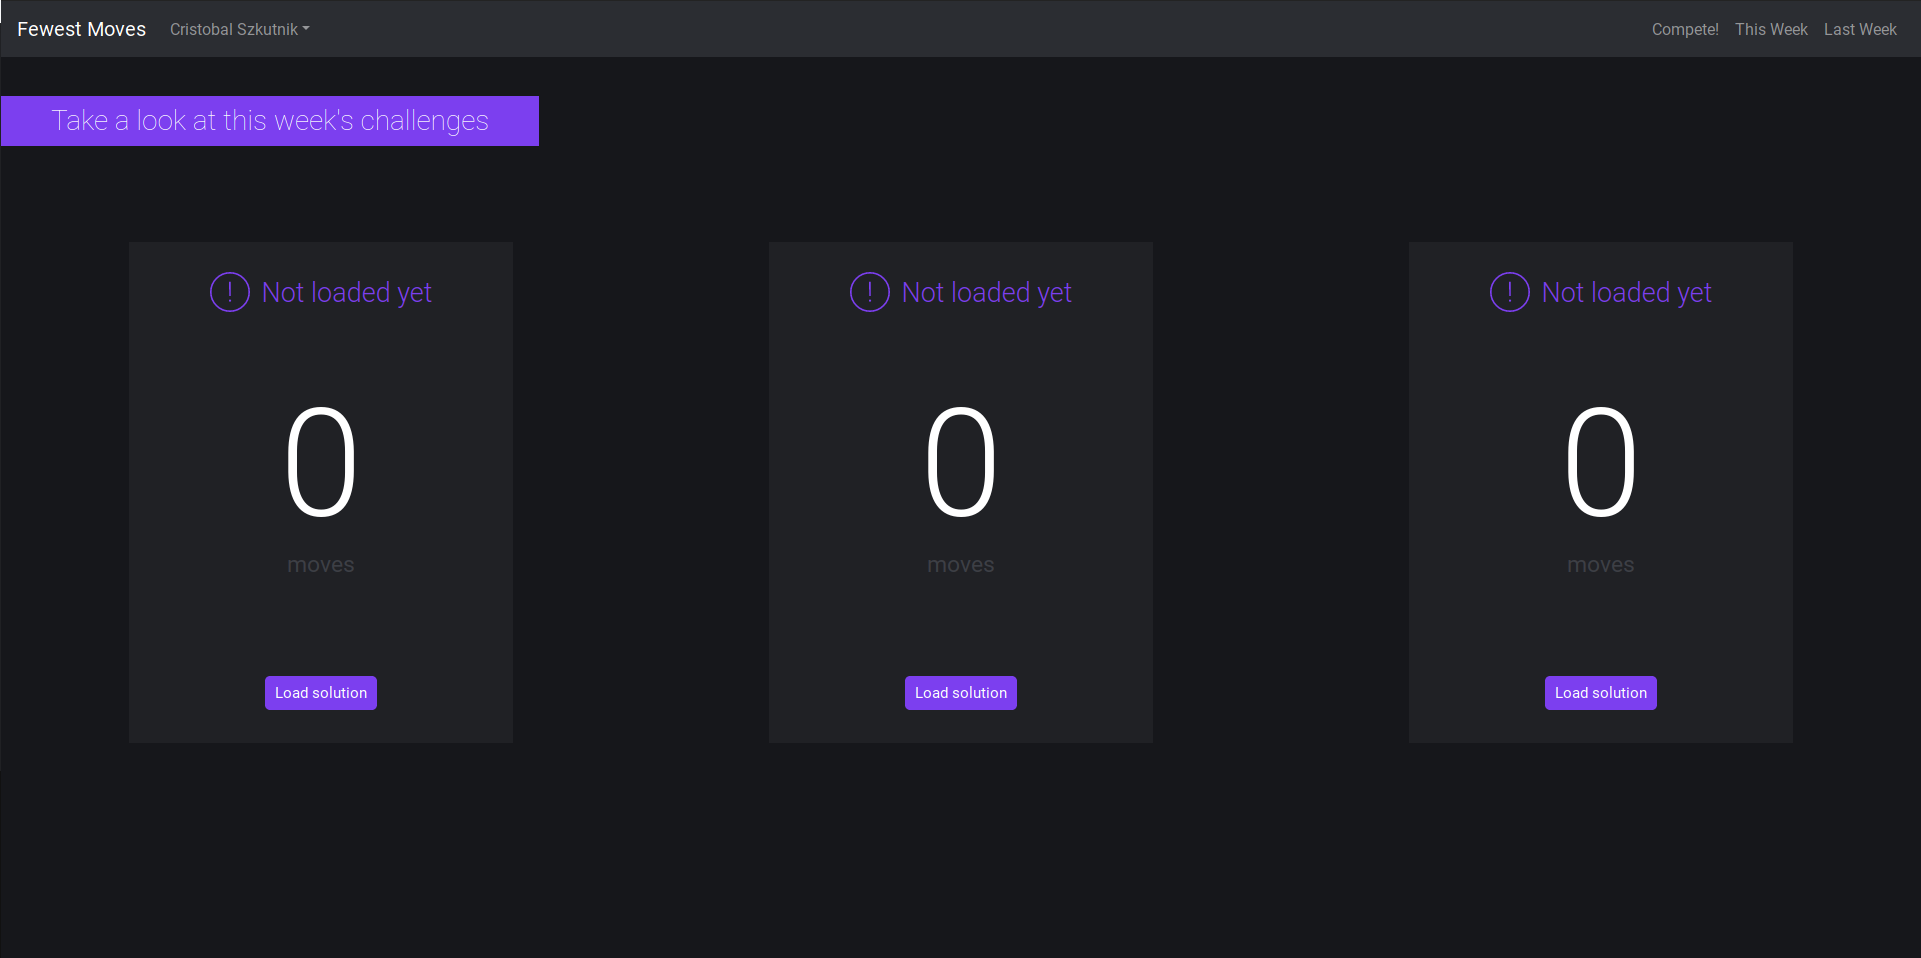 Fewest Moves Cristobal Szkutnik Compete! This Week Last Week
Take a look at this week's challenges
! Not loaded yet
0
moves
Load solution
! Not loaded yet
0
moves
Load solution
! Not loaded yet
0
moves
Load solution